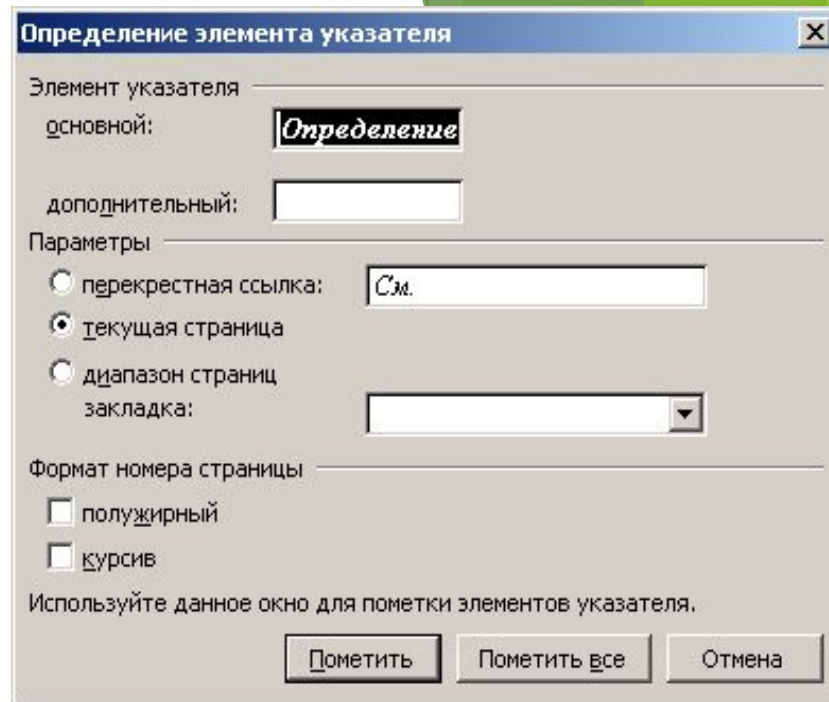 Определение элемента указателя
Элемент указателя
основной: Определение
дополнительный:
Параметры
перекрестная ссылка: См.
текущая страница
диапазон страниц
закладка:
Формат номера страницы
полужирный
курсив
Используйте данное окно для пометки элементов указателя.
Пометить Пометить все Отмена